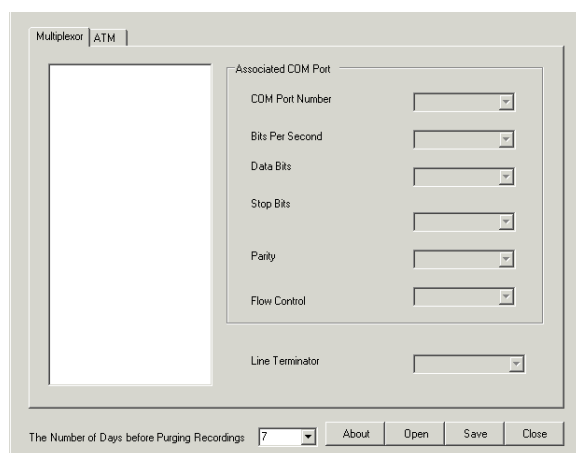 Multiplexor ATM
Associated COM Port
COM Port Number
Bits Per Second
Data Bits
Stop Bits
Parity
Flow Control
Line Terminator
The Number of Days before Purging Recordings 7 About Open Save Close